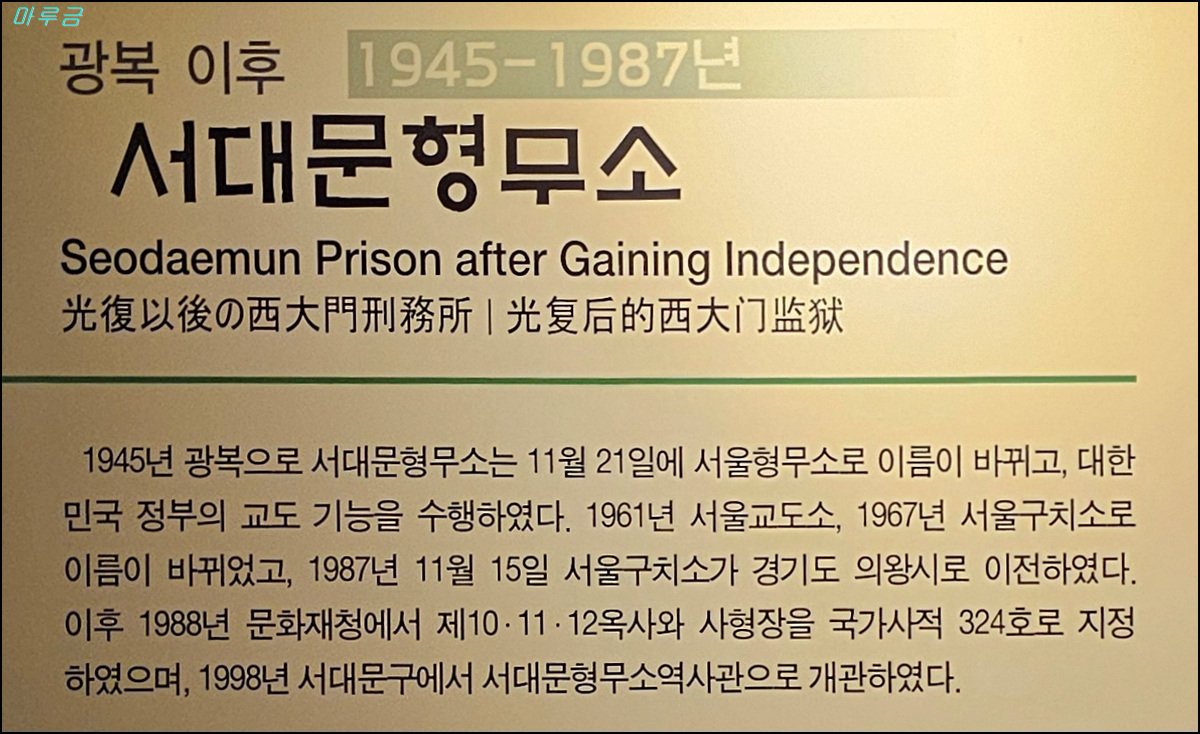 마루금
광복 이후 1945-1987년
서대문형무소
Seodaemun Prison after Gaining Independence
光復以後の西大門刑務所 | 光复后的西大门监狱
1945년 광복으로 서대문형무소는 11월 21일에 서울형무소로 이름이 바뀌고, 대한
민국 정부의 교도 기능을 수행하였다. 1961년 서울교도소, 1967년 서울구치소로
이름이 바뀌었고, 1987년 11월 15일 서울구치소가 경기도 의왕시로 이전하였다.
이후 1988년 문화재청에서 제10·11·12옥사와 사형장을 국가사적 324호로 지정
하였으며, 1998년 서대문구에서 서대문형무소역사관으로 개관하였다.